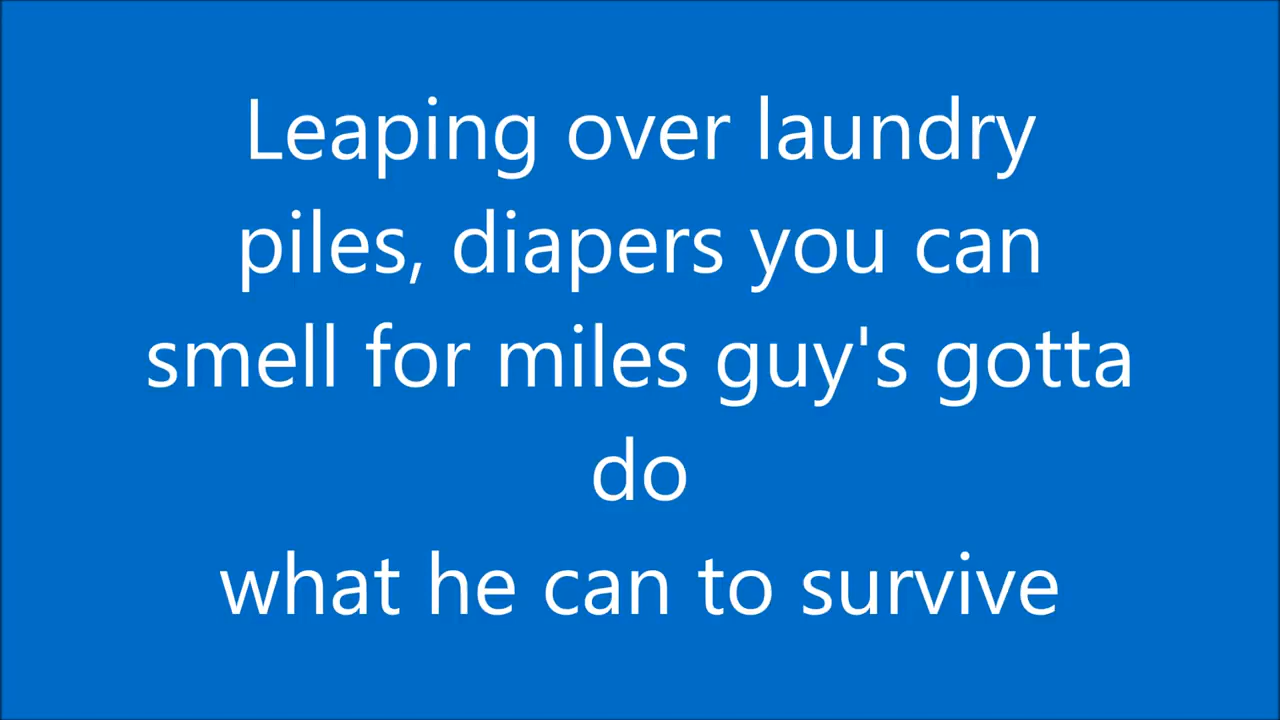 Leaping over laundry
piles, diapers you can
smell for miles guy's gotta
do
what he can to survive